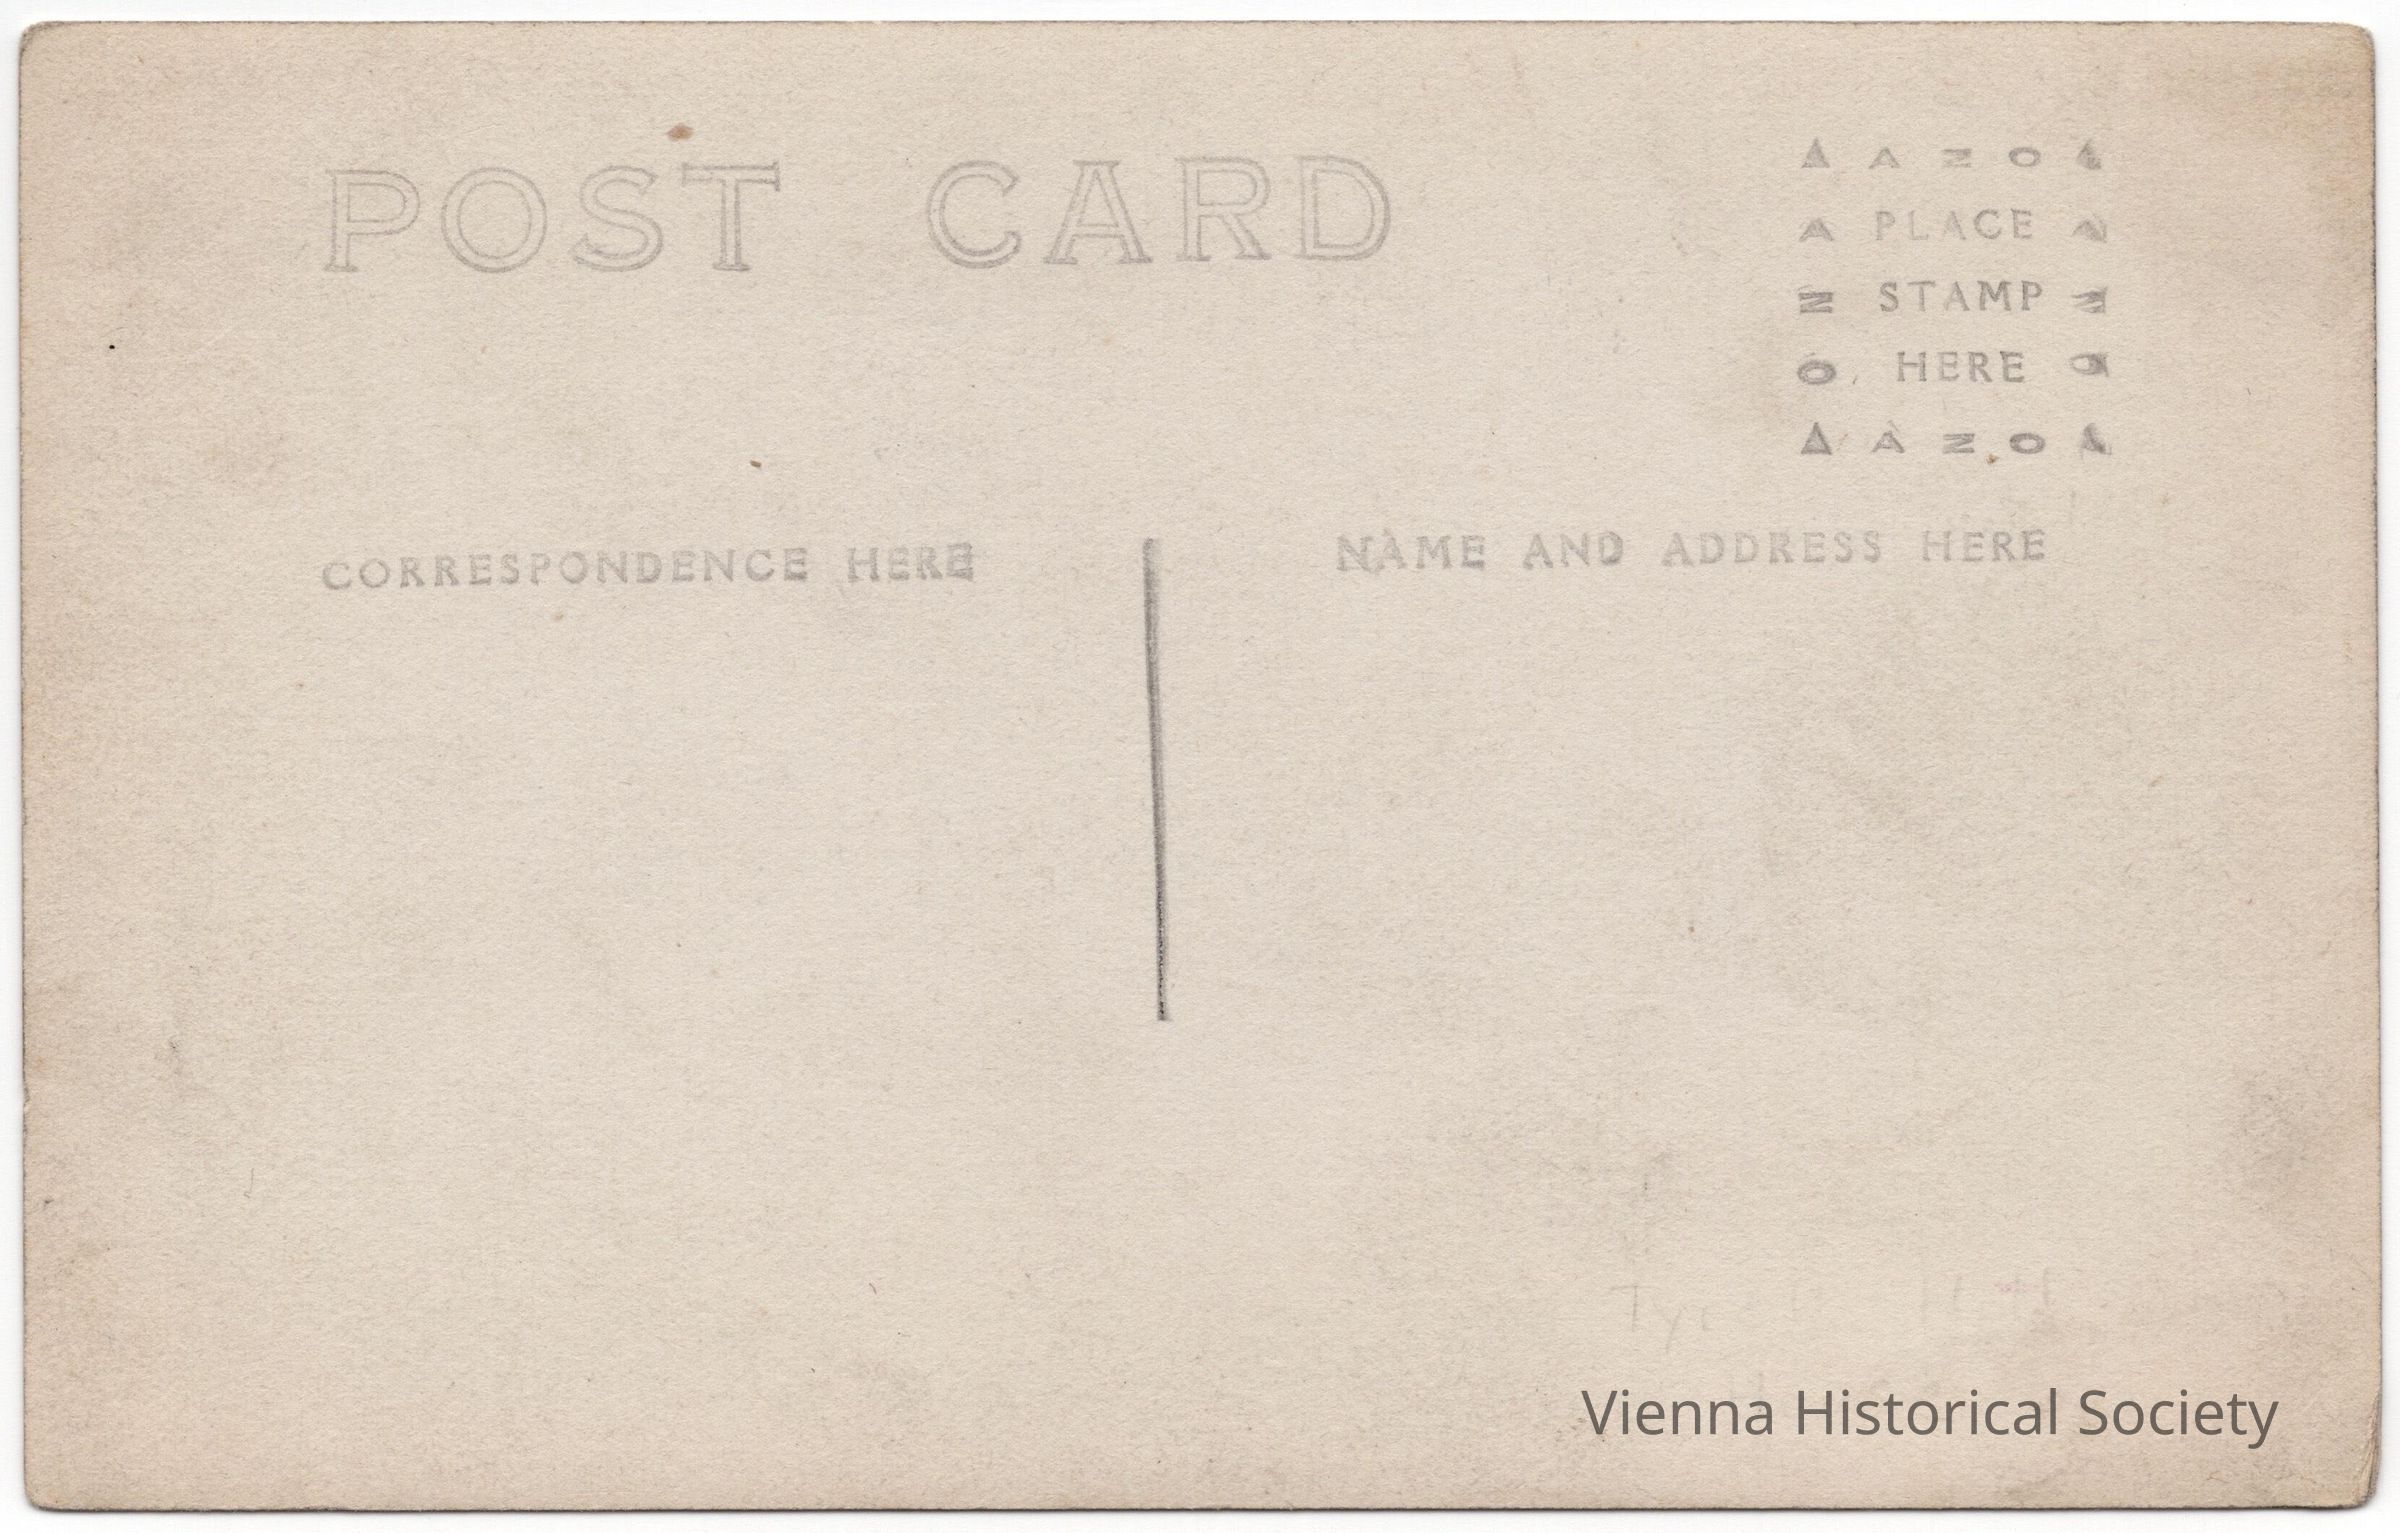 POST CARD
AZO
A PLACE A
Z STAMP Z
O HERE O
AZO
CORRESPONDENCE HERE
NAME AND ADDRESS HERE
Vienna Historical Society